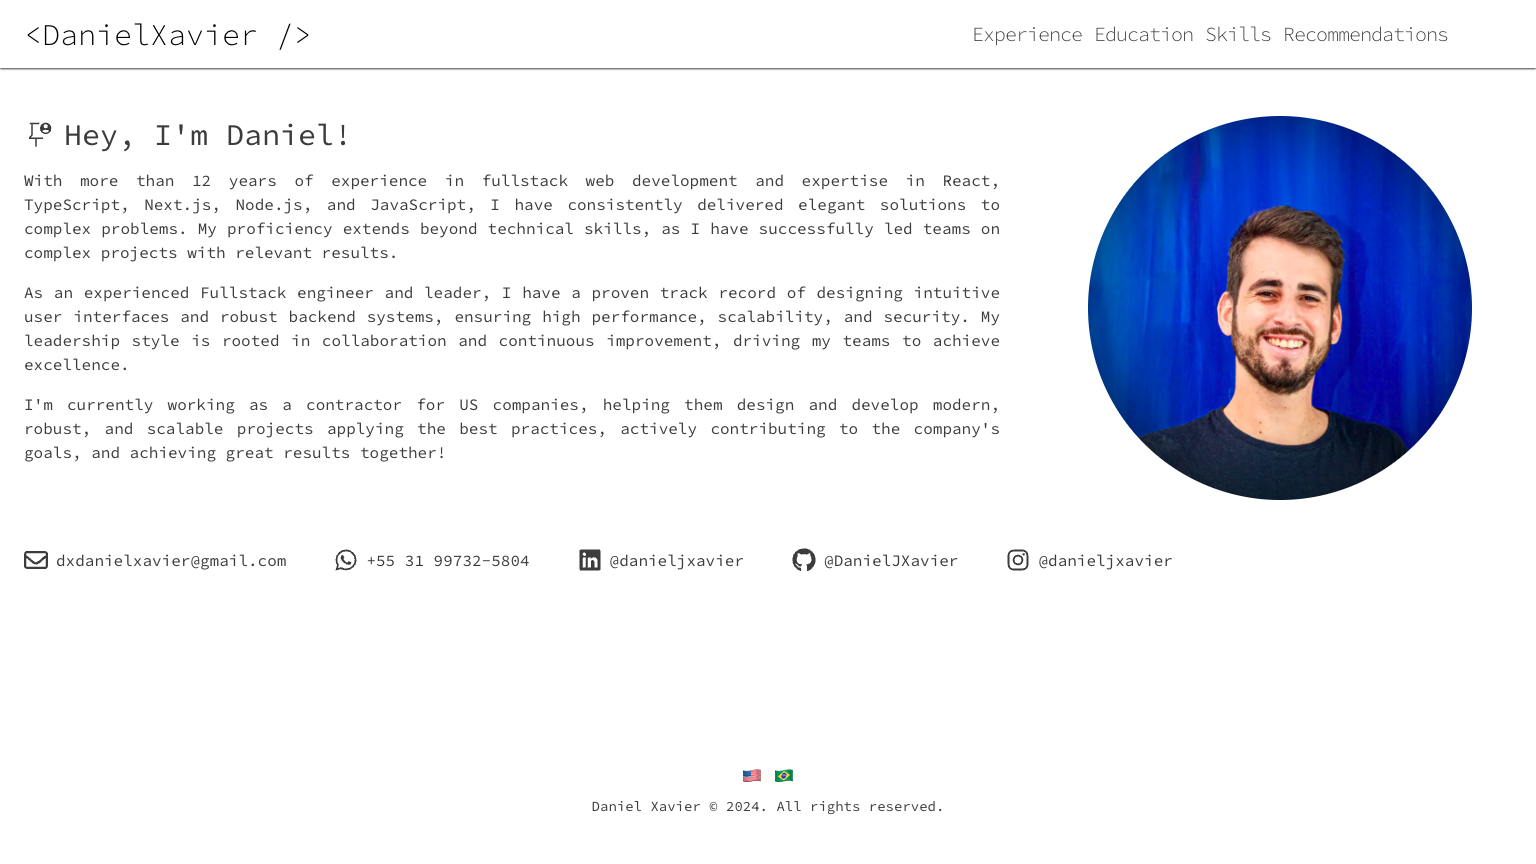 <DanielXavier />
Experience Education Skills Recommendations
Hey, I'm Daniel!
With more than 12 years of experience in fullstack web development and expertise in React,
TypeScript, Next.js, Node.js, and JavaScript, I have consistently delivered elegant solutions to
complex problems. My proficiency extends beyond technical skills, as I have successfully led teams on
complex projects with relevant results.
As an experienced Fullstack engineer and leader, I have a proven track record of designing intuitive
user interfaces and robust backend systems, ensuring high performance, scalability, and security. My
leadership style is rooted in collaboration and continuous improvement, driving my teams to achieve
excellence.
I'm currently working as a contractor for US companies, helping them design and develop modern,
robust, and scalable projects applying the best practices, actively contributing to the company's
goals, and achieving great results together!
dxdanielxavier@gmail.com +55 31 99732-5804 @danieljxavier @DanielJXavier @danieljxavier
Daniel Xavier © 2024. All rights reserved.